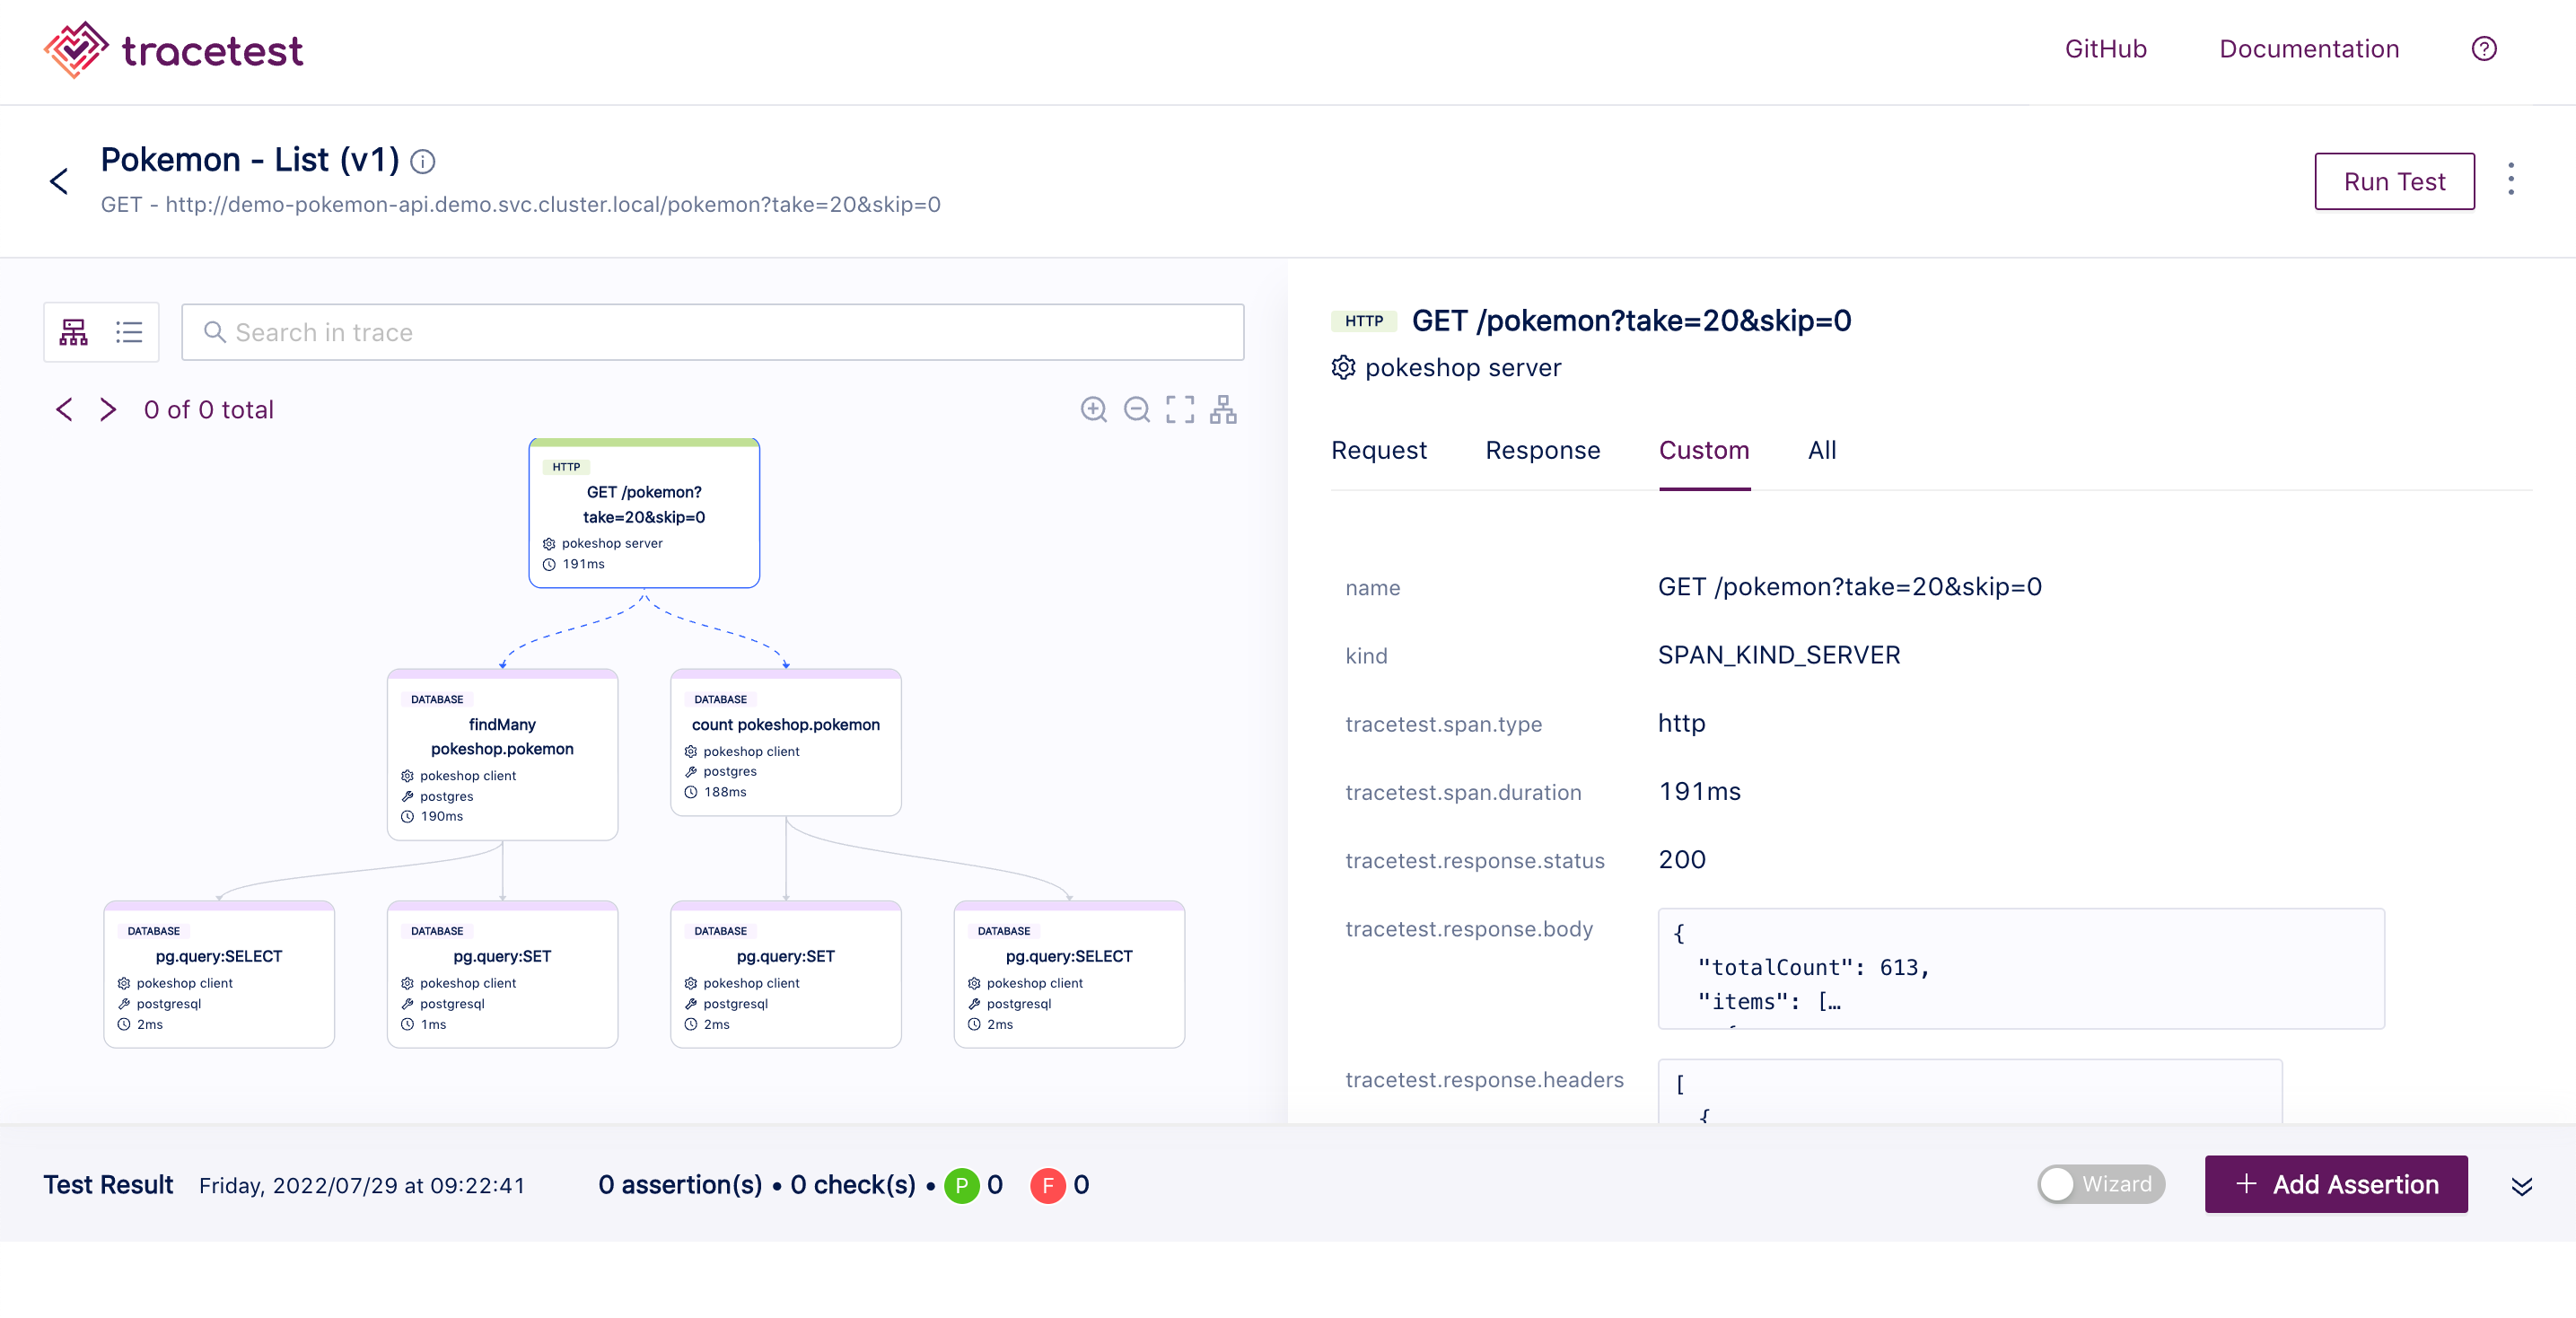 tracetest
GitHub
Documentation
Pokemon - List (v1)
GET - http://demo-pokemon-api.demo.svc.cluster.local/pokemon?take=20&skip=0
Run Test
Search in trace
0 of 0 total
HTTP
GET /pokemon?
take=20&skip=0
pokeshop server
191ms
DATABASE
findMany
pokeshop.pokemon
pokeshop client
postgres
190ms
DATABASE
count pokeshop.pokemon
pokeshop client
postgres
188ms
DATABASE
pg.query:SELECT
pokeshop client
postgresql
2ms
DATABASE
pg.query:SET
pokeshop client
postgresql
1ms
DATABASE
pg.query:SET
pokeshop client
postgresql
2ms
DATABASE
pg.query:SELECT
pokeshop client
postgresql
2ms
HTTP GET /pokemon?take=20&skip=0
pokeshop server
Request Response Custom All
name GET /pokemon?take=20&skip=0
kind SPAN_KIND_SERVER
tracetest.span.type http
tracetest.span.duration 191ms
tracetest.response.status 200
tracetest.response.body {
"totalCount": 613,
"items": […
tracetest.response.headers [
{
Test Result Friday, 2022/07/29 at 09:22:41 0 assertion(s) • 0 check(s) • P 0 F 0
Wizard
+ Add Assertion